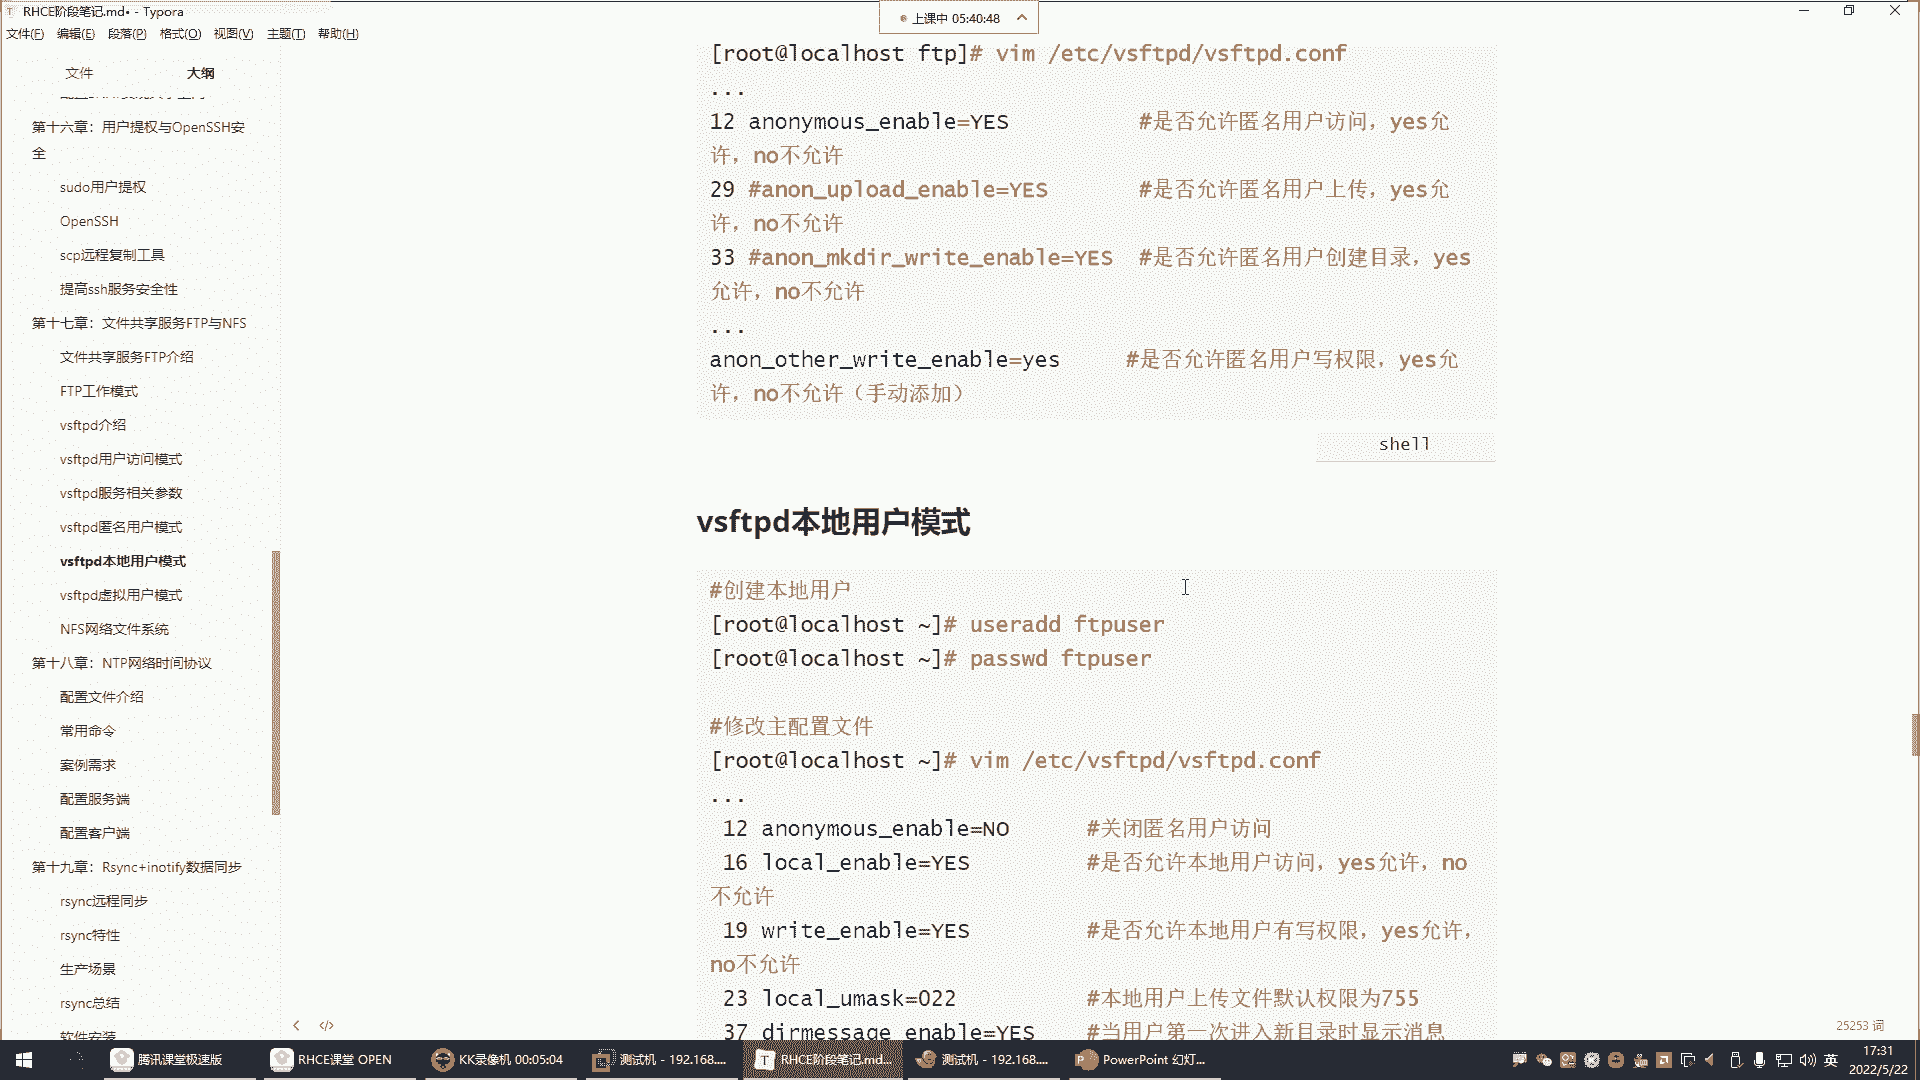 RHCE阶段笔记.md• - Typora
上课中 05:40:48
文件(F) 编辑(E) 段落(P) 格式(O) 视图(V) 主题(T) 帮助(H)
文件 大纲
第十六章：用户提权与OpenSSH安
全
sudo用户提权
OpenSSH
scp远程复制工具
提高ssh服务安全性
第十七章：文件共享服务FTP与NFS
文件共享服务FTP介绍
FTP工作模式
vsftpd介绍
vsftpd用户访问模式
vsftpd服务相关参数
vsftpd匿名用户模式
vsftpd本地用户模式
vsftpd虚拟用户模式
NFS网络文件系统
第十八章：NTP网络时间协议
配置文件介绍
常用命令
案例需求
配置服务端
配置客户端
第十九章：Rsync+inotify数据同步
rsync远程同步
rsync特性
生产场景
rsync总结
软件安装
[root@localhost ftp]# vim /etc/vsftpd/vsftpd.conf
...
12 anonymous_enable=YES #是否允许匿名用户访问，yes允
许，no不允许
29 #anon_upload_enable=YES #是否允许匿名用户上传，yes允
许，no不允许
33 #anon_mkdir_write_enable=YES #是否允许匿名用户创建目录，yes
允许，no不允许
...
anon_other_write_enable=yes #是否允许匿名用户写权限，yes允
许，no不允许（手动添加）
shell
vsftpd本地用户模式
#创建本地用户
[root@localhost ~]# useradd ftpuser
[root@localhost ~]# passwd ftpuser
#修改主配置文件
[root@localhost ~]# vim /etc/vsftpd/vsftpd.conf
...
12 anonymous_enable=NO #关闭匿名用户访问
16 local_enable=YES #是否允许本地用户访问，yes允许，no
不允许
19 write_enable=YES #是否允许本地用户有写权限，yes允许，
no不允许
23 local_umask=022 #本地用户上传文件默认权限为755
37 dirmessage_enable=YES #当用户第一次进入新目录时显示消息
25253 词
腾讯课堂极速版 RHCE课堂 OPEN KK录像机 00:05:04 测试机 - 192.168.... RHCE阶段笔记.md... 测试机 - 192.168.... PowerPoint 幻灯...
英
17:31
2022/5/22